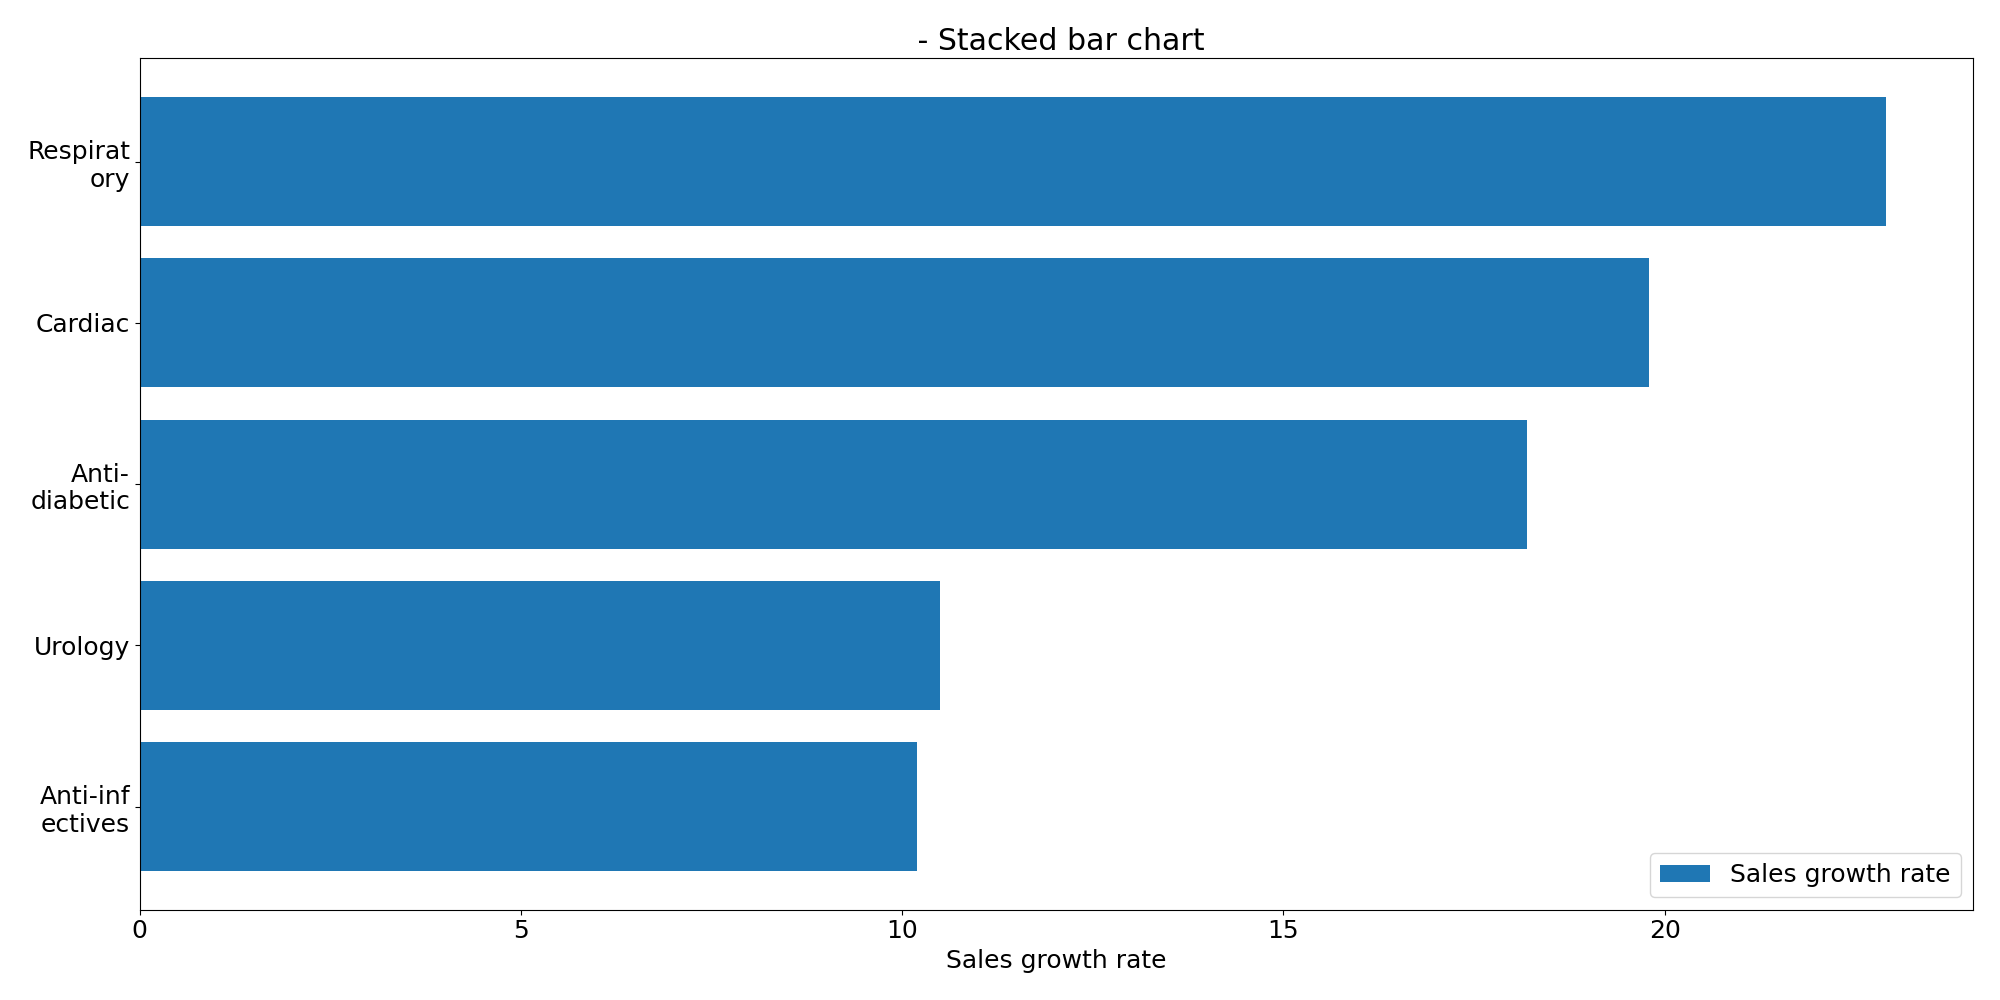 - Stacked bar chart
Respirat
ory
Cardiac
Anti-
diabetic
Urology
Anti-inf
ectives
Sales growth rate
0 5 10 15 20
Sales growth rate